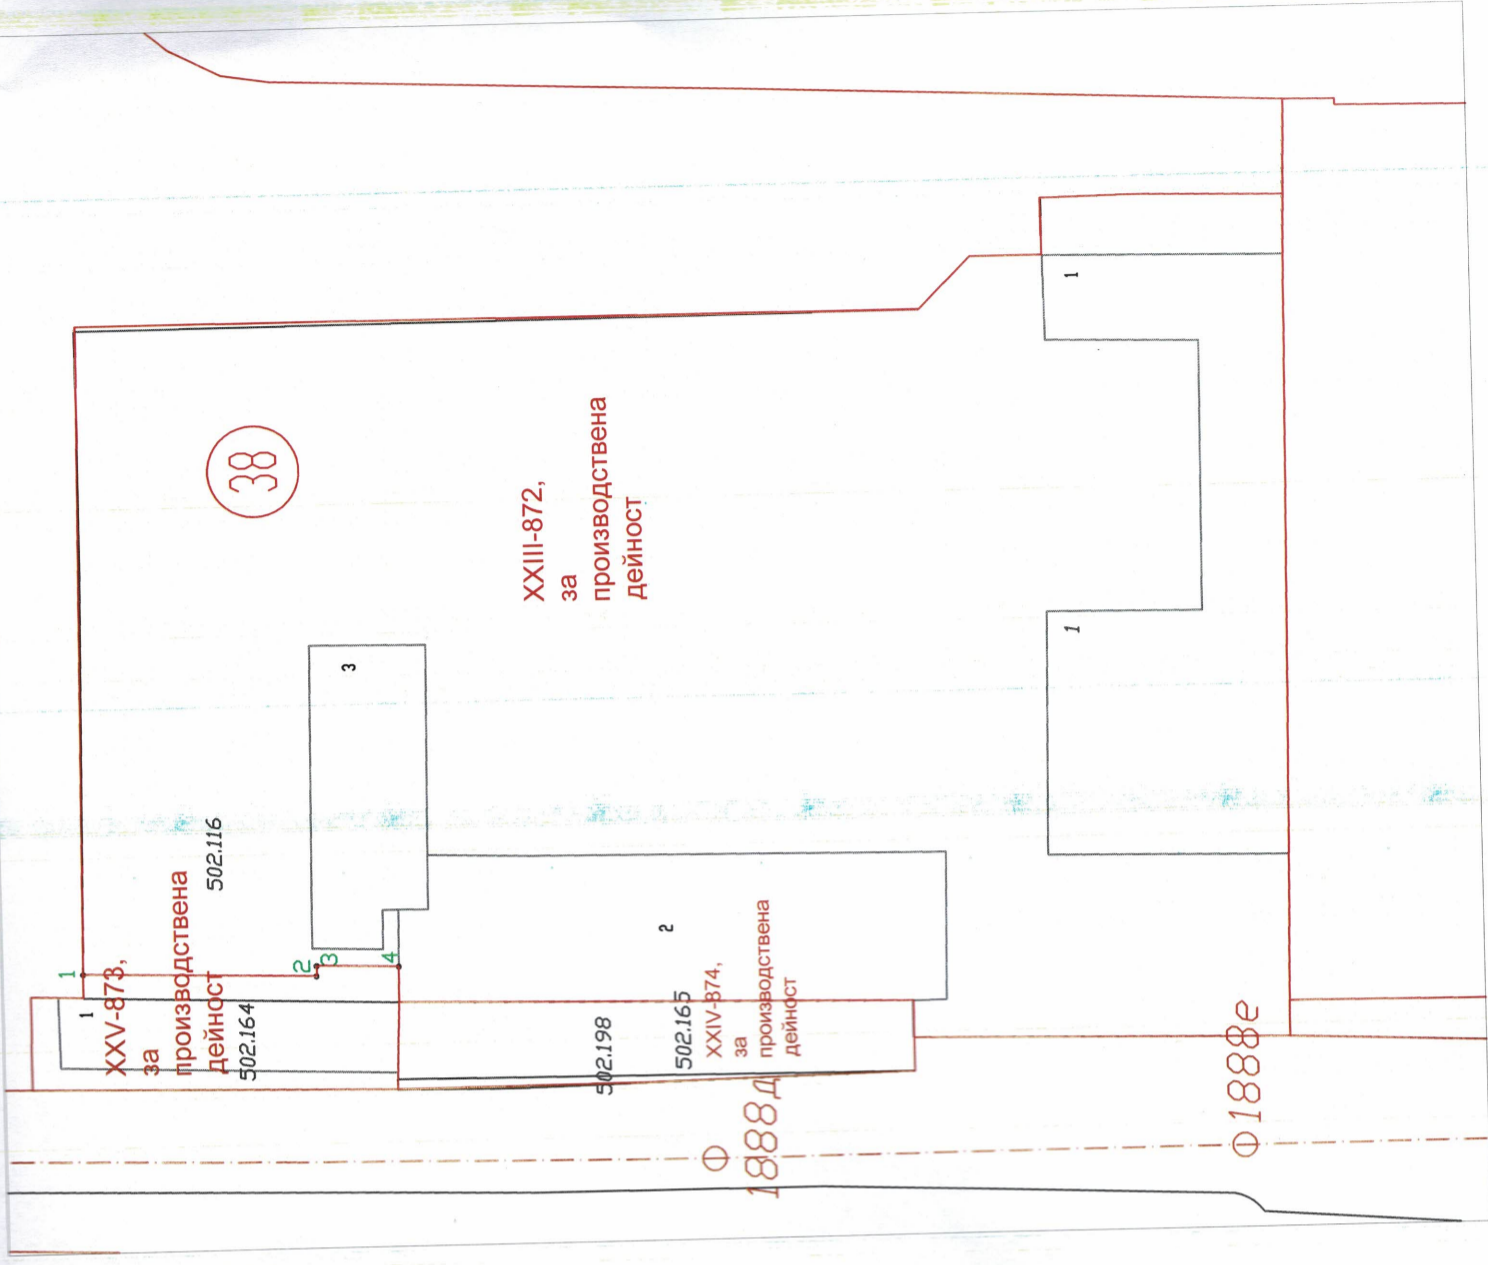 38
XXIII-872,
за
производствена
дейност
3
1
1
502.116
XXV-873,
за
производствена
дейност
1
2
3
4
1
502.164
2
XXIV-874,
за
производствена
дейност
502.165
502.198
1888д
1888е